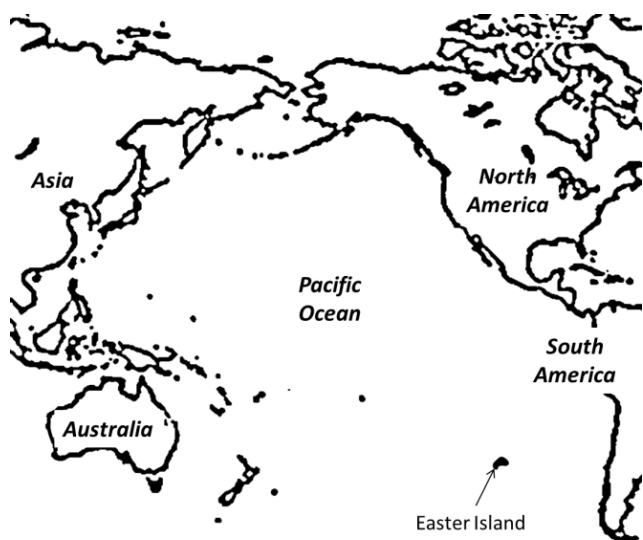 Asia
North
America
Pacific
Ocean
South
America
Australia
Easter Island